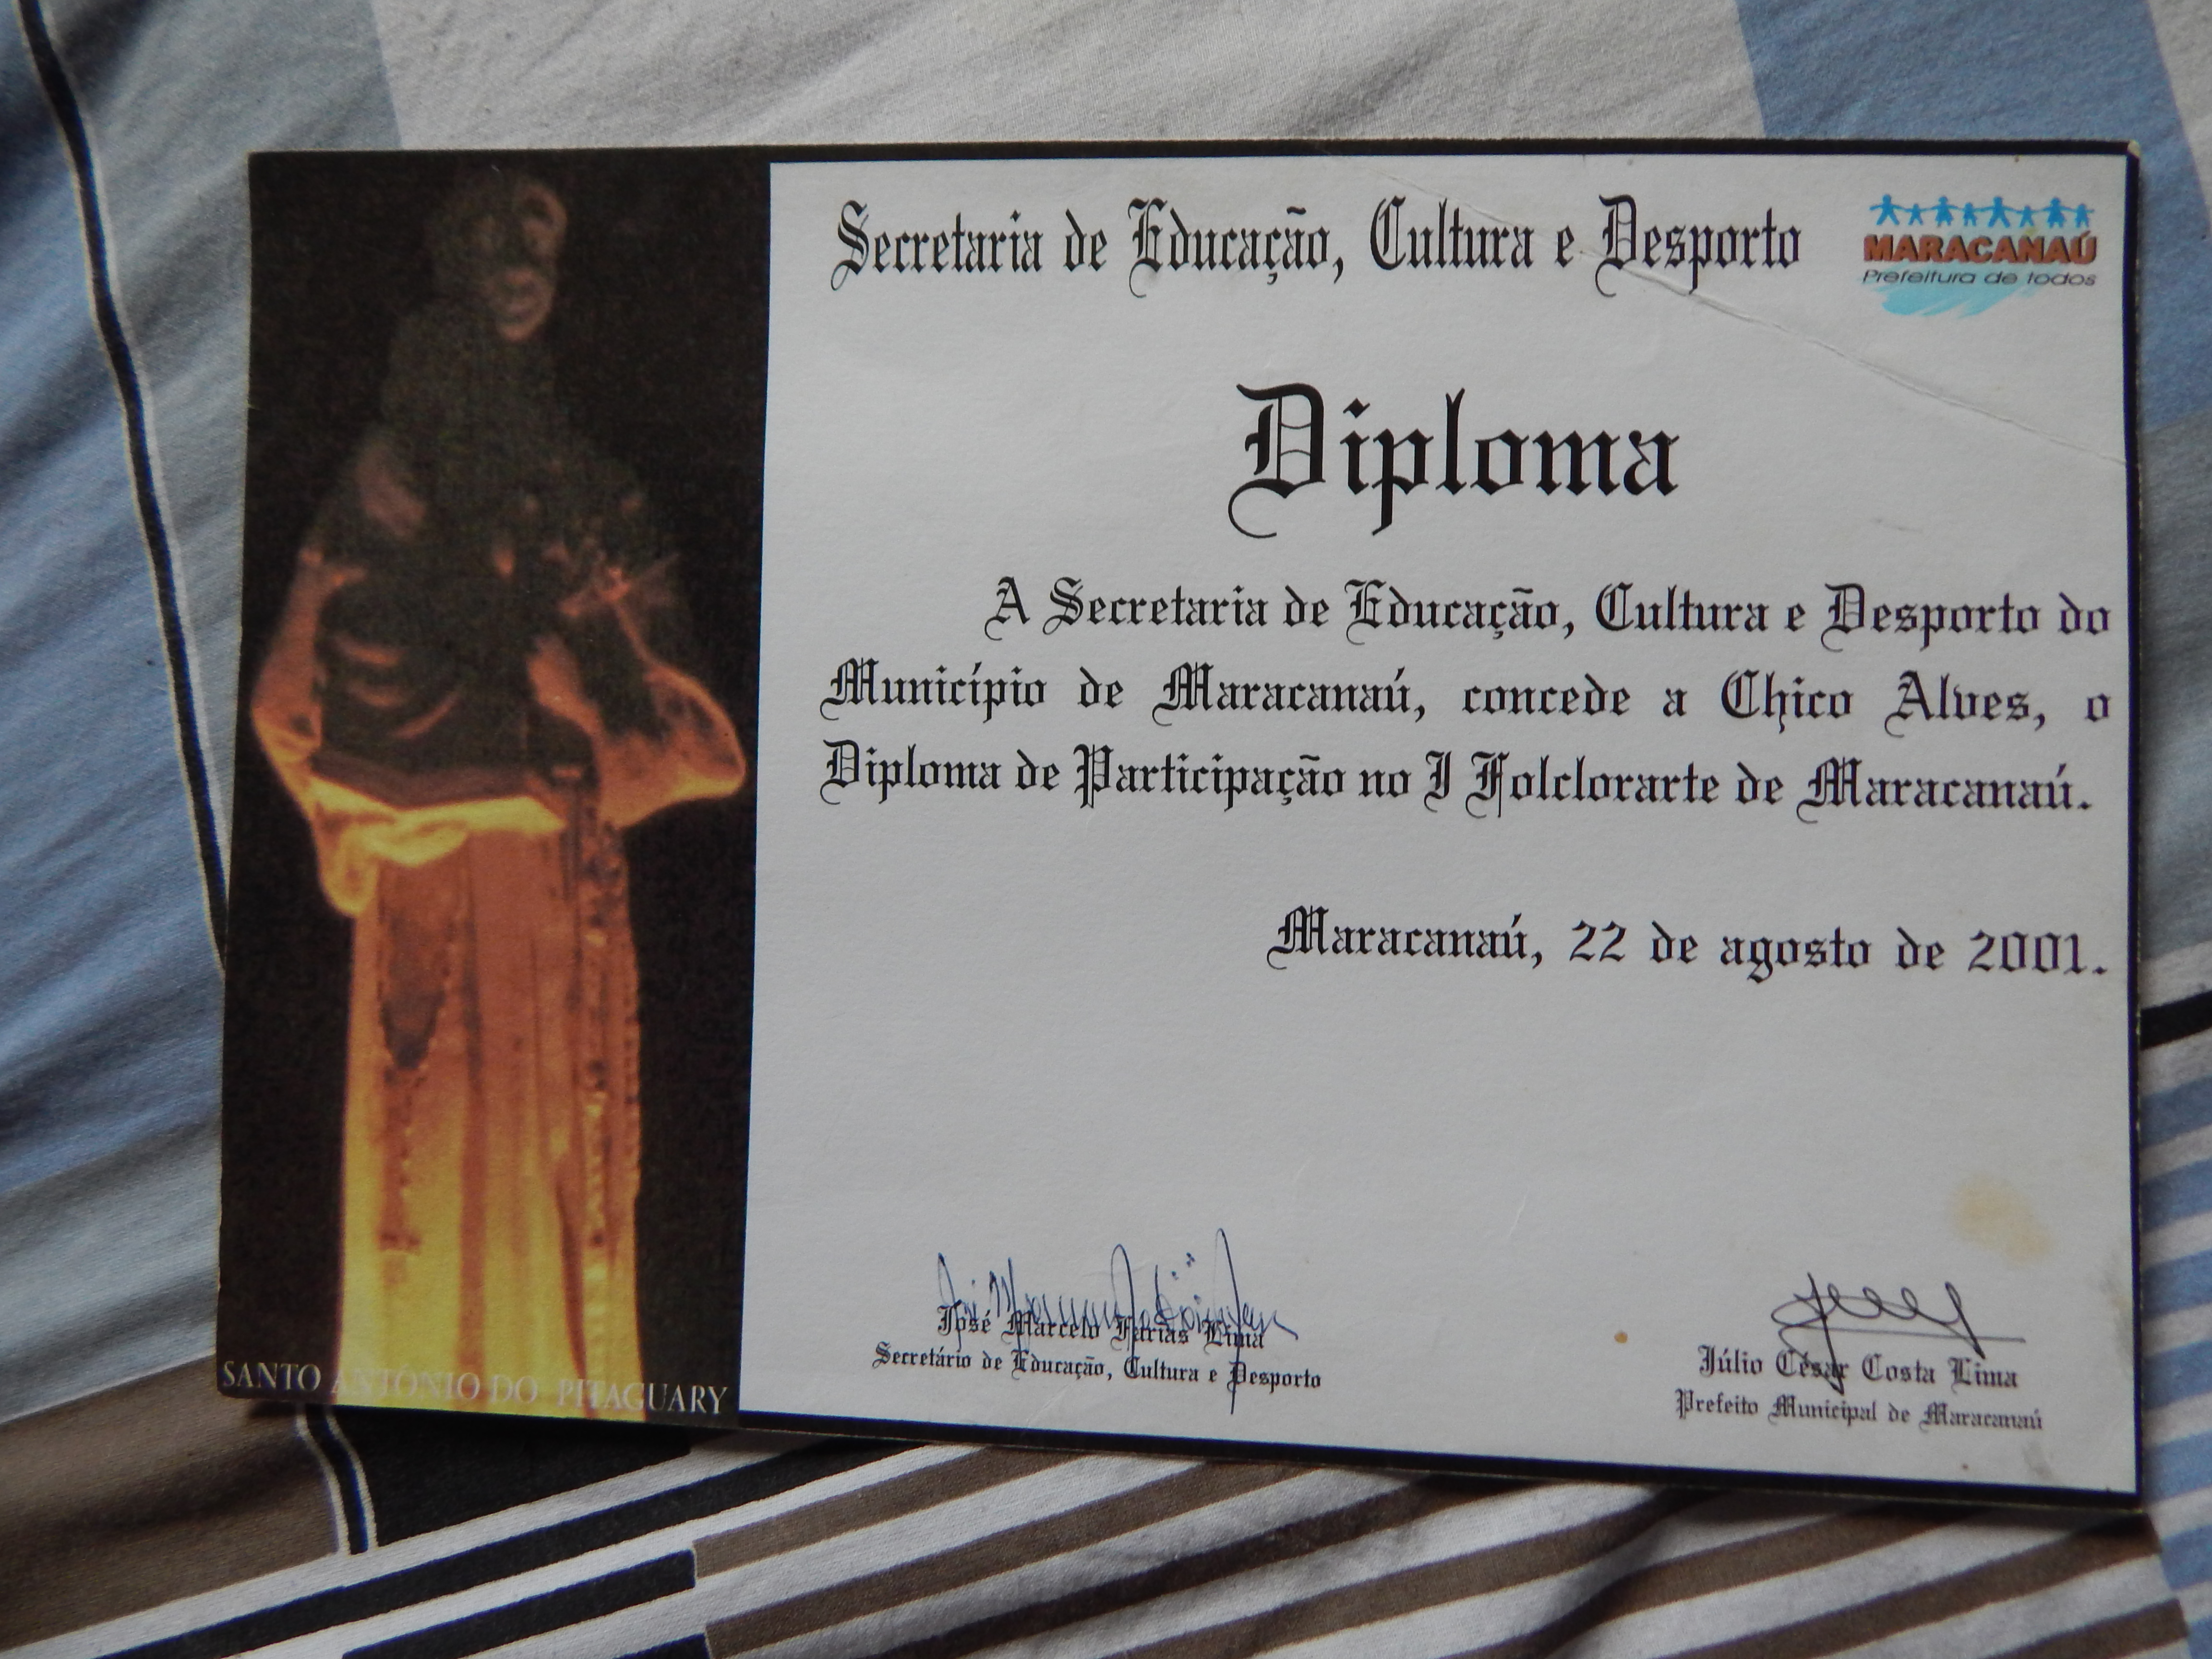 Secretaria de Educação, Cultura e Desporto
MARACANAÚ
Prefeitura de todos
Diploma
A Secretaria de Educação, Cultura e Desporto do
Município de Maracanaú, concede a Chico Alves, o
Diploma de Participação no I Folclorarte de Maracanaú.
Maracanaú, 22 de agosto de 2001.
José Marcelo Farias Lima
Secretário de Educação, Cultura e Desporto
Júlio César Costa Lima
Prefeito Municipal de Maracanaú
SANTO ANTÔNIO DO PITAGUARY